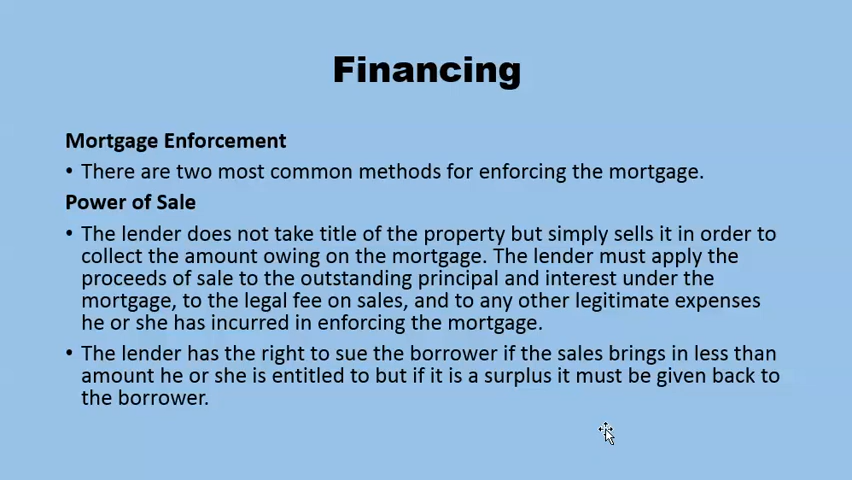 Financing
Mortgage Enforcement
• There are two most common methods for enforcing the mortgage.
Power of Sale
• The lender does not take title of the property but simply sells it in order to
collect the amount owing on the mortgage. The lender must apply the
proceeds of sale to the outstanding principal and interest under the
mortgage, to the legal fee on sales, and to any other legitimate expenses
he or she has incurred in enforcing the mortgage.
• The lender has the right to sue the borrower if the sales brings in less than
amount he or she is entitled to but if it is a surplus it must be given back to
the borrower.